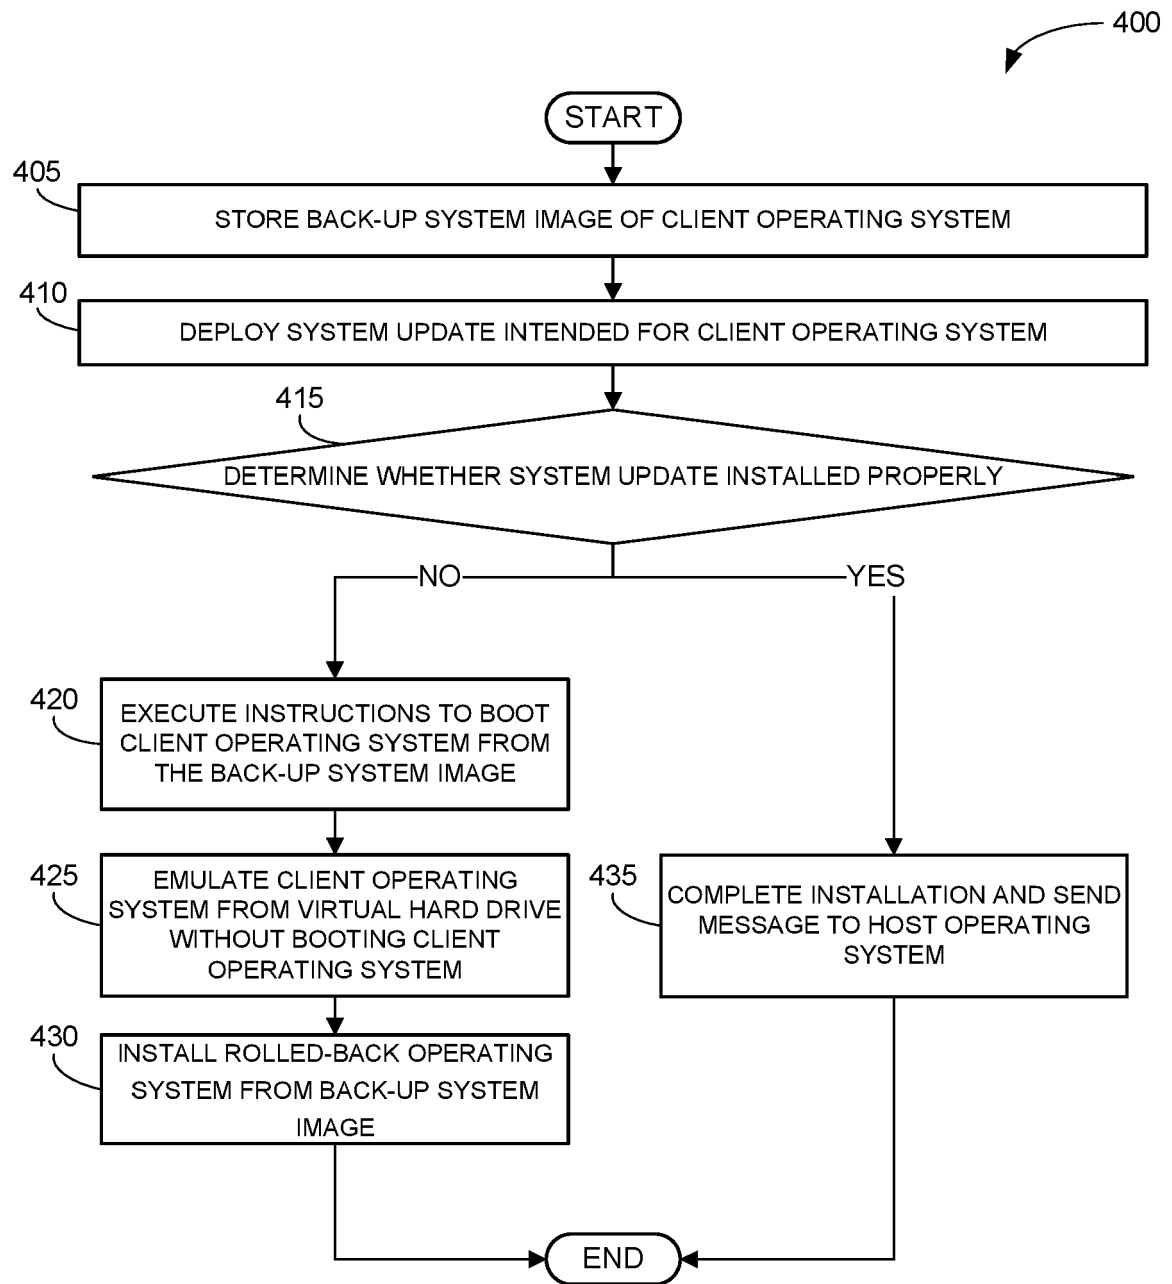 400
START
405
STORE BACK-UP SYSTEM IMAGE OF CLIENT OPERATING SYSTEM
410
DEPLOY SYSTEM UPDATE INTENDED FOR CLIENT OPERATING SYSTEM
415
DETERMINE WHETHER SYSTEM UPDATE INSTALLED PROPERLY
NO
YES
420
EXECUTE INSTRUCTIONS TO BOOT
CLIENT OPERATING SYSTEM FROM
THE BACK-UP SYSTEM IMAGE
425
EMULATE CLIENT OPERATING
SYSTEM FROM VIRTUAL HARD DRIVE
WITHOUT BOOTING CLIENT
OPERATING SYSTEM
435
COMPLETE INSTALLATION AND SEND
MESSAGE TO HOST OPERATING
SYSTEM
430
INSTALL ROLLED-BACK OPERATING
SYSTEM FROM BACK-UP SYSTEM
IMAGE
END